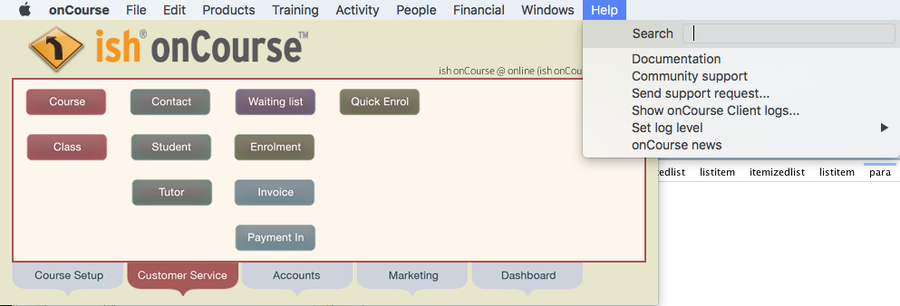 onCourse File Edit Products Training Activity People Financial Windows Help
Search
Documentation
Community support
Send support request...
Show onCourse Client logs...
Set log level
onCourse news
ish® onCourse™
ish onCourse @ online (ish onCou
Course Contact Waiting list Quick Enrol
Class Student Enrolment
Tutor Invoice
Payment In
Course Setup Customer Service Accounts Marketing Dashboard
zedlist listitem itemizedlist listitem para